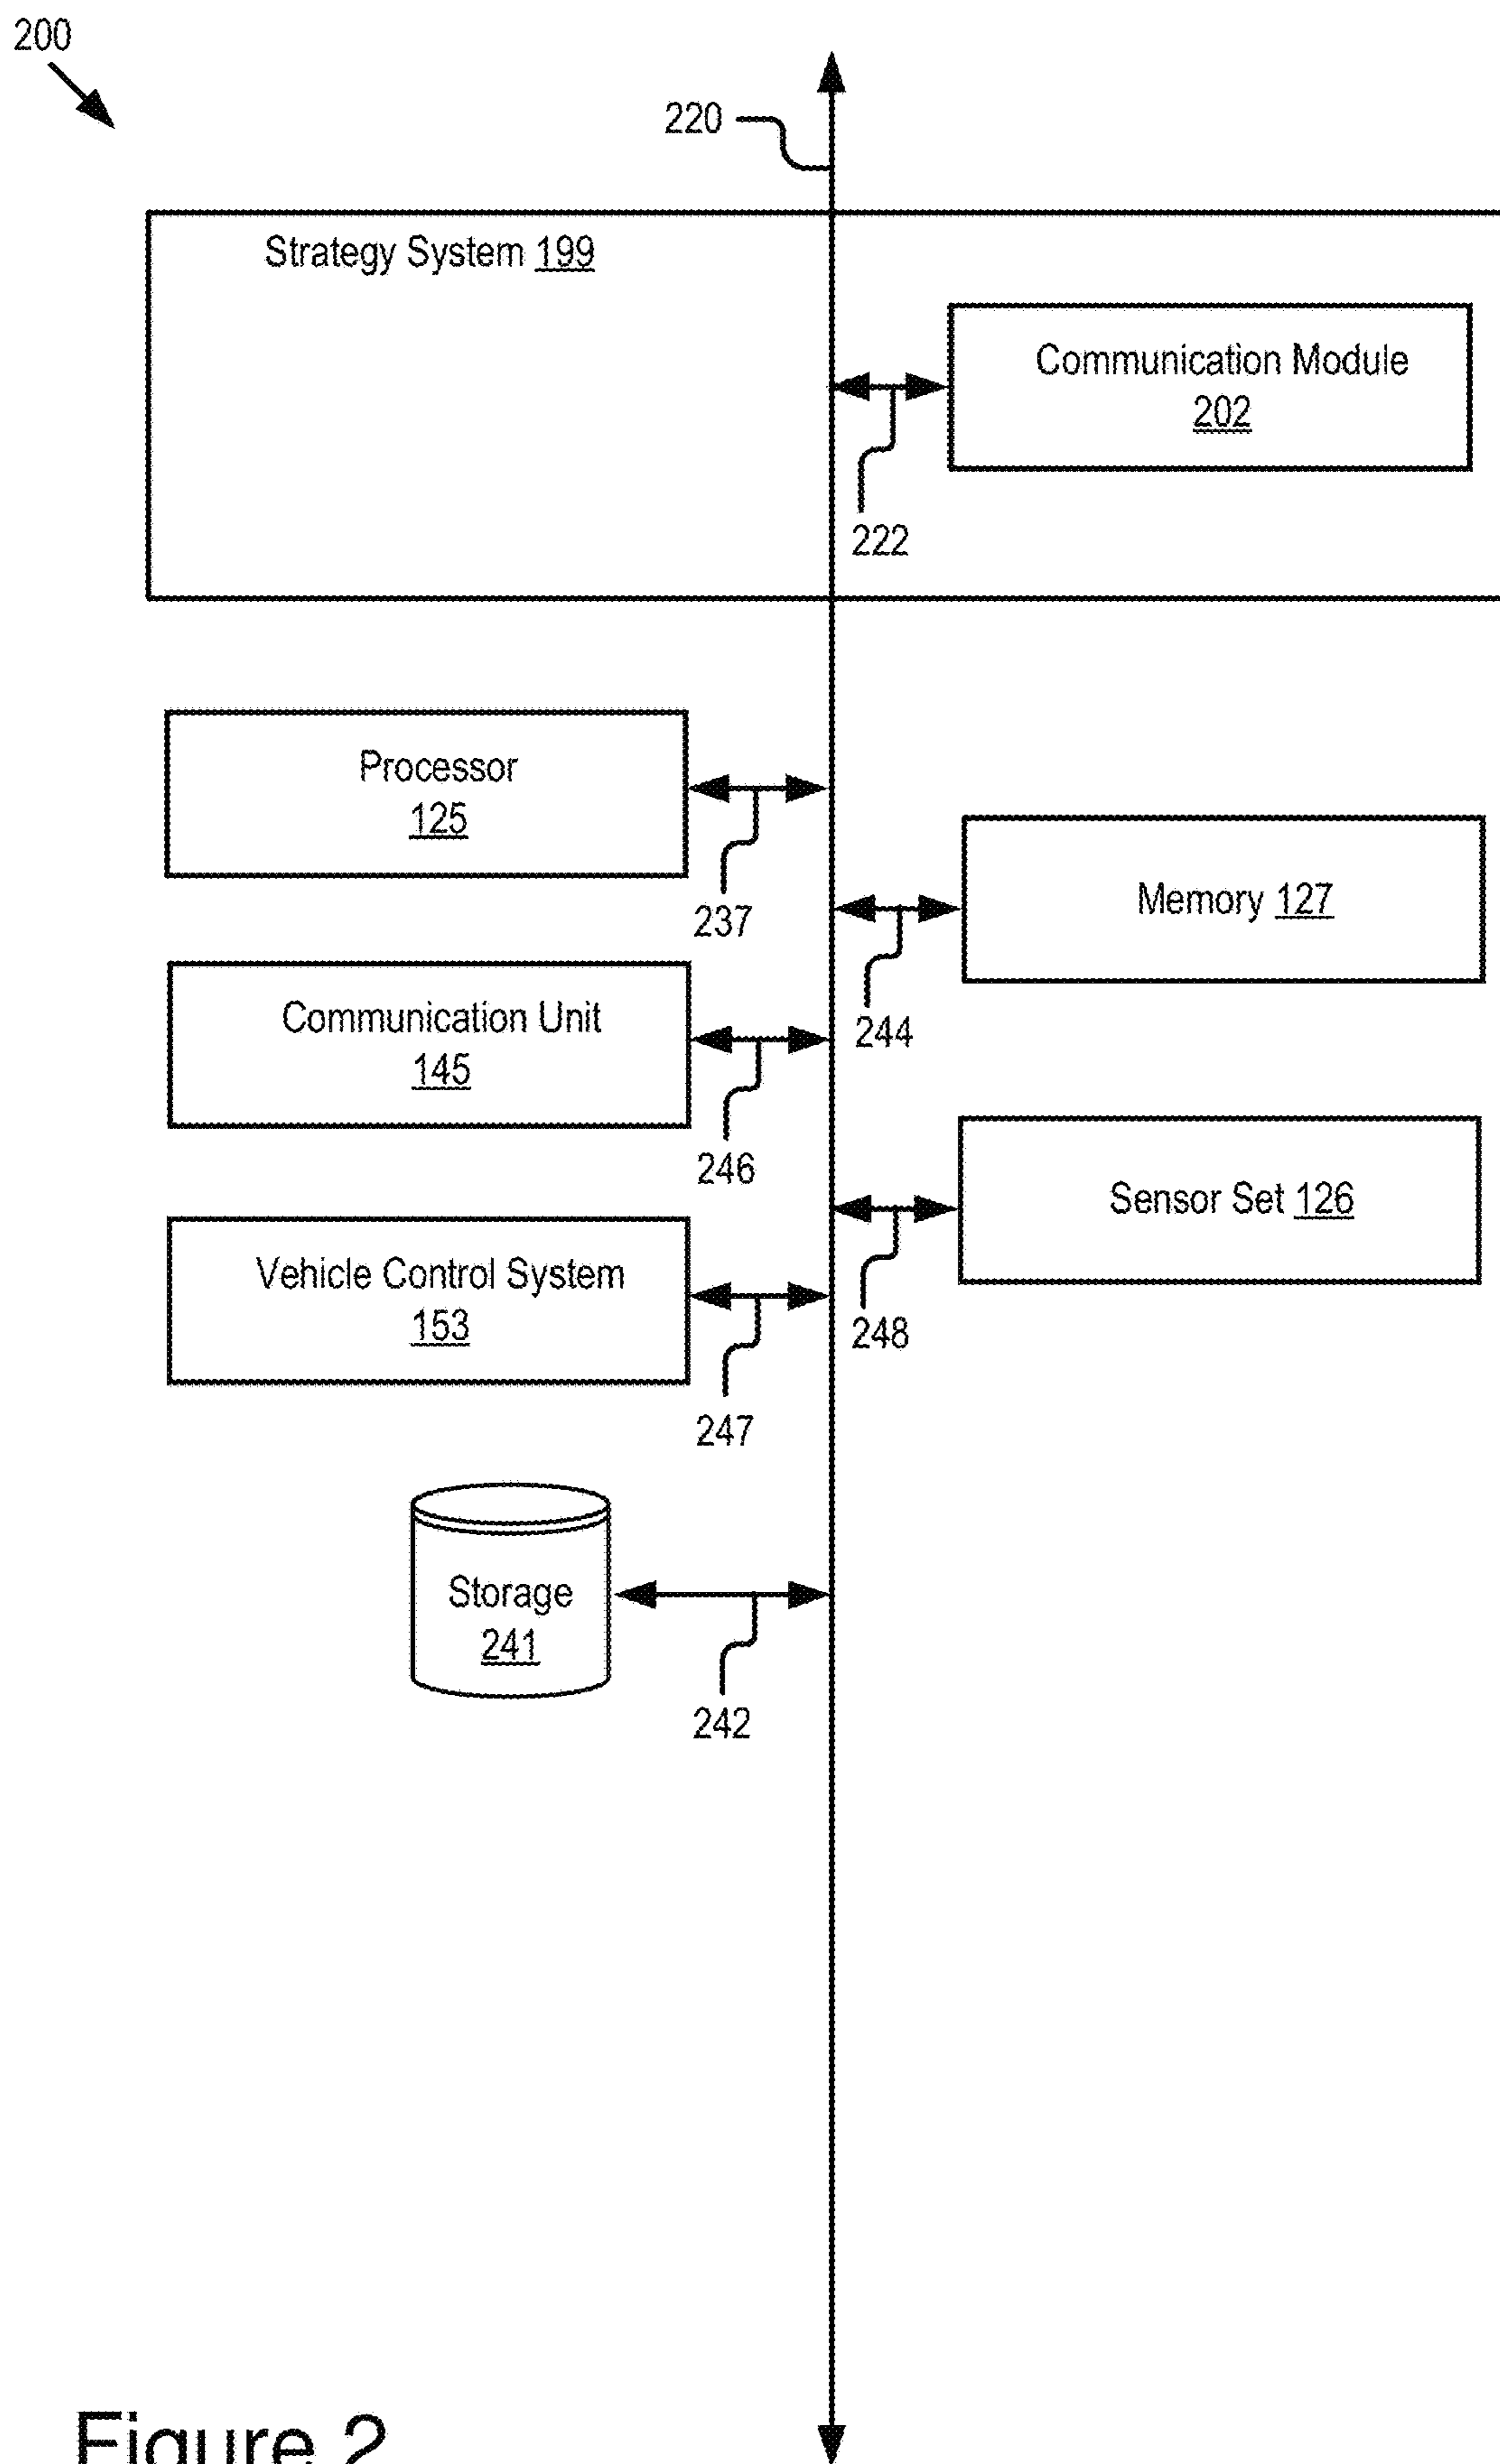 200
220
Strategy System 199
Communication Module
202
222
Processor
125
237
Memory 127
244
Communication Unit
145
246
Sensor Set 126
248
Vehicle Control System
153
247
Storage
241
242
Figure 2